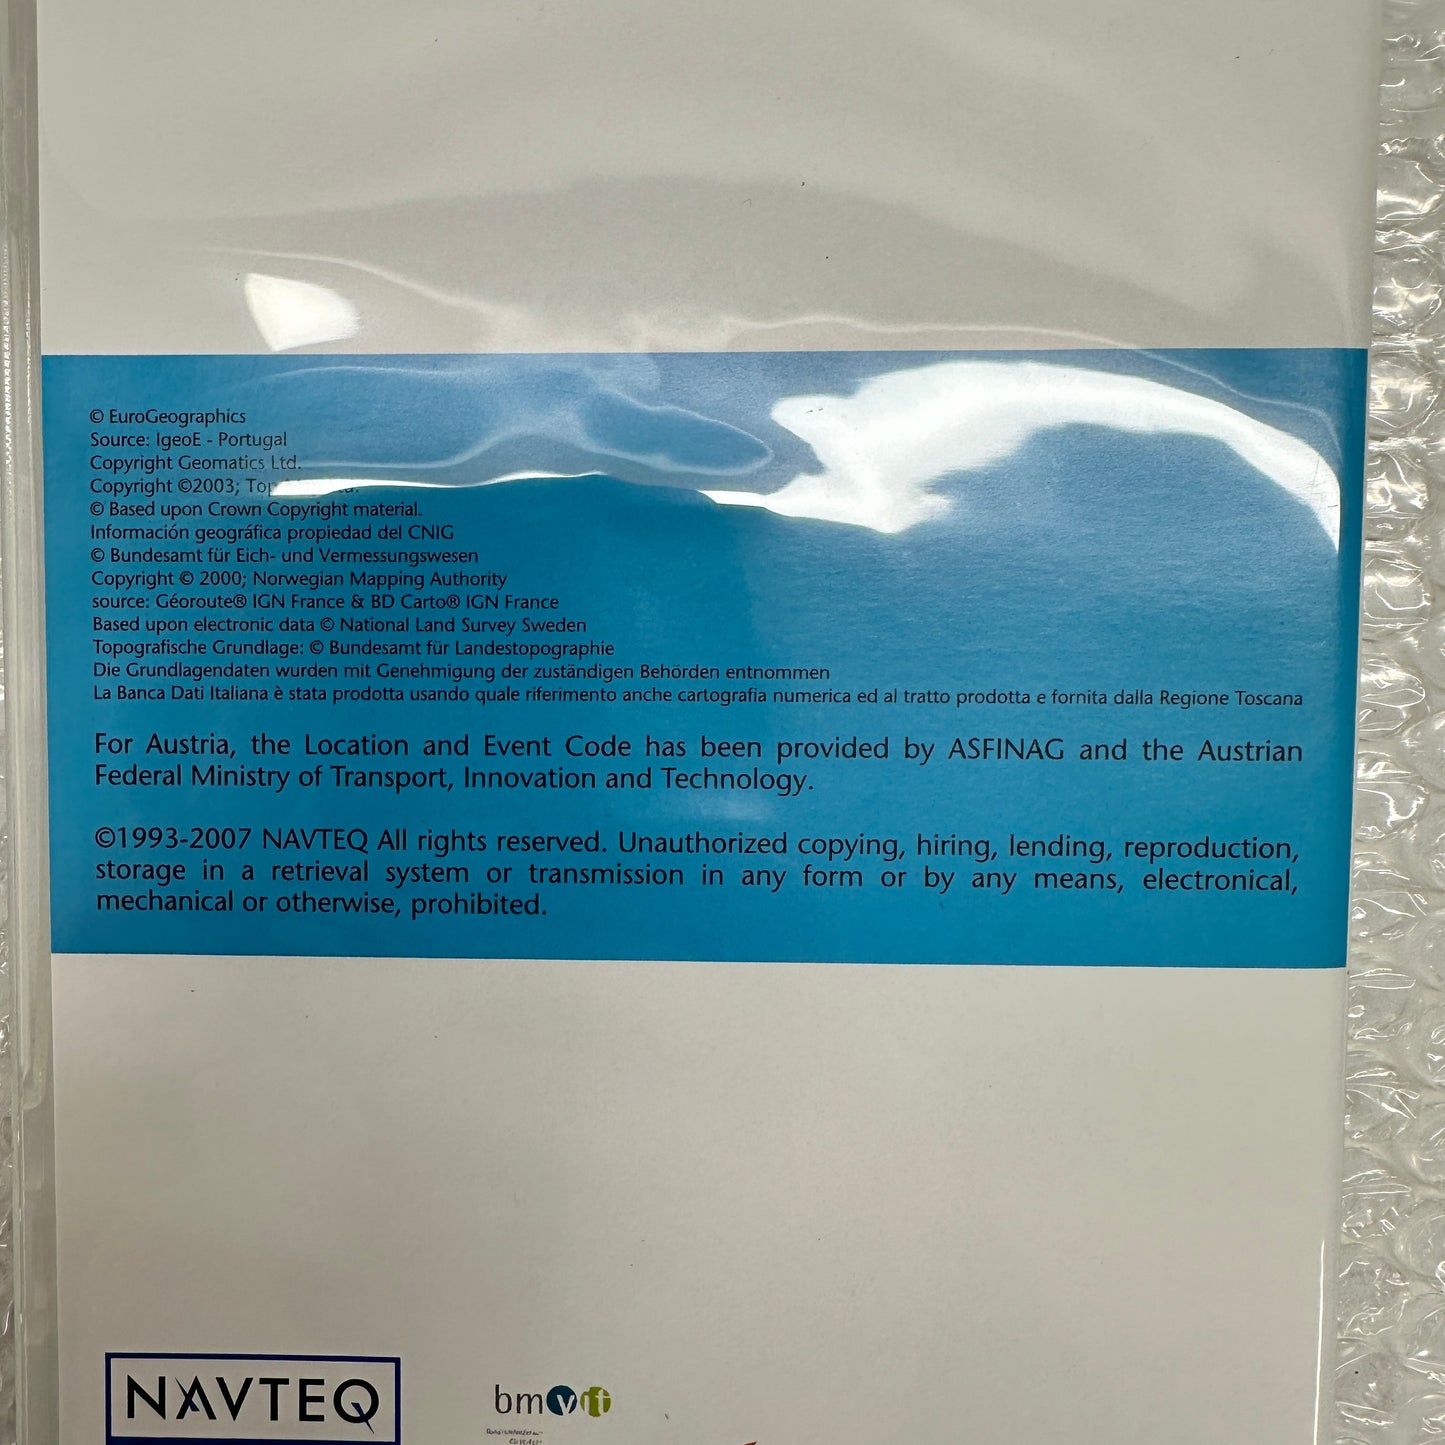 © EuroGeographics
Source: IgeoE - Portugal
Copyright Geomatics Ltd.
Copyright ©2003; Top
© Based upon Crown Copyright material.
Información geográfica propiedad del CNIG
© Bundesamt für Eich- und Vermessungswesen
Copyright © 2000; Norwegian Mapping Authority
source: Géoroute® IGN France & BD Carto® IGN France
Based upon electronic data © National Land Survey Sweden
Topografische Grundlage: © Bundesamt für Landestopographie
Die Grundlagendaten wurden mit Genehmigung der zuständigen Behörden entnommen
La Banca Dati Italiana è stata prodotta usando quale riferimento anche cartografia numerica ed al tratto prodotta e fornita dalla Regione Toscana
For Austria, the Location and Event Code has been provided by ASFINAG and the Austrian
Federal Ministry of Transport, Innovation and Technology.
©1993-2007 NAVTEQ All rights reserved. Unauthorized copying, hiring, lending, reproduction,
storage in a retrieval system or transmission in any form or by any means, electronical,
mechanical or otherwise, prohibited.
NAVTEQ
bmvit